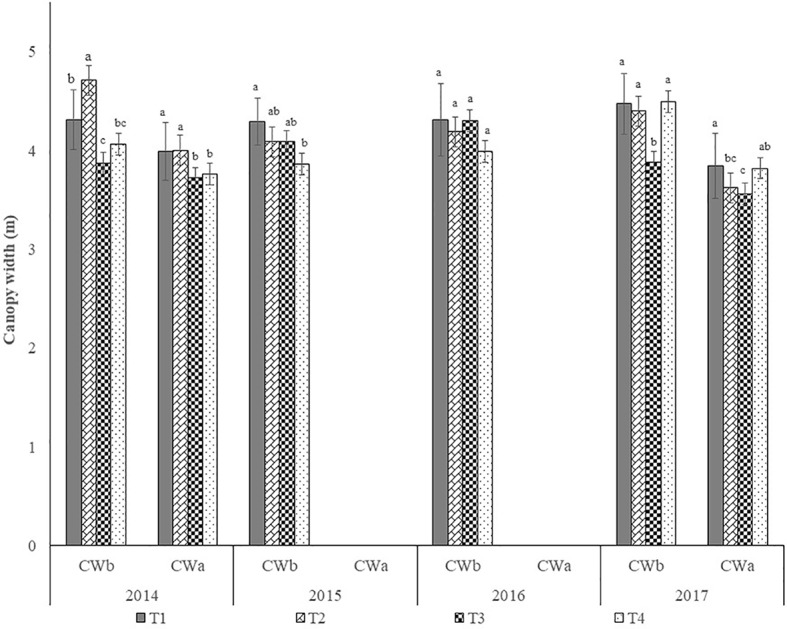 Canopy width (m)
5
4
3
2
1
0
b a c bc
a a b b
a ab ab b
a a a a
a a b a
a bc c ab
CWb CWa CWb CWa CWb CWa CWb CWa
2014 2015 2016 2017
T1 T2 T3 T4